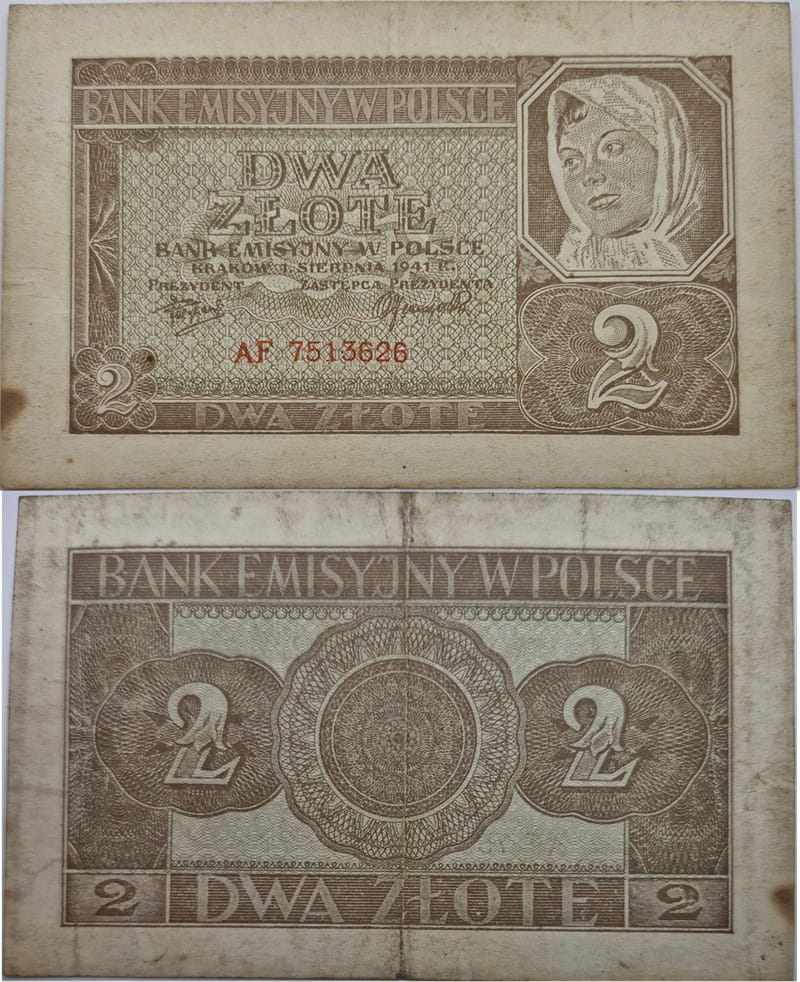 BANK EMISYJNY W POLSCE
DWA
ZŁOTE
BANK EMISYJNY W POLSCE
KRAKÓW 1. SIERPNIA 1941 R.
PREZYDENT ZASTĘPCA PREZYDENTA
AF 7513626
2
2
DWA ZŁOTE
BANK EMISYJNY W POLSCE
2 2
2 DWA ZŁOTE 2